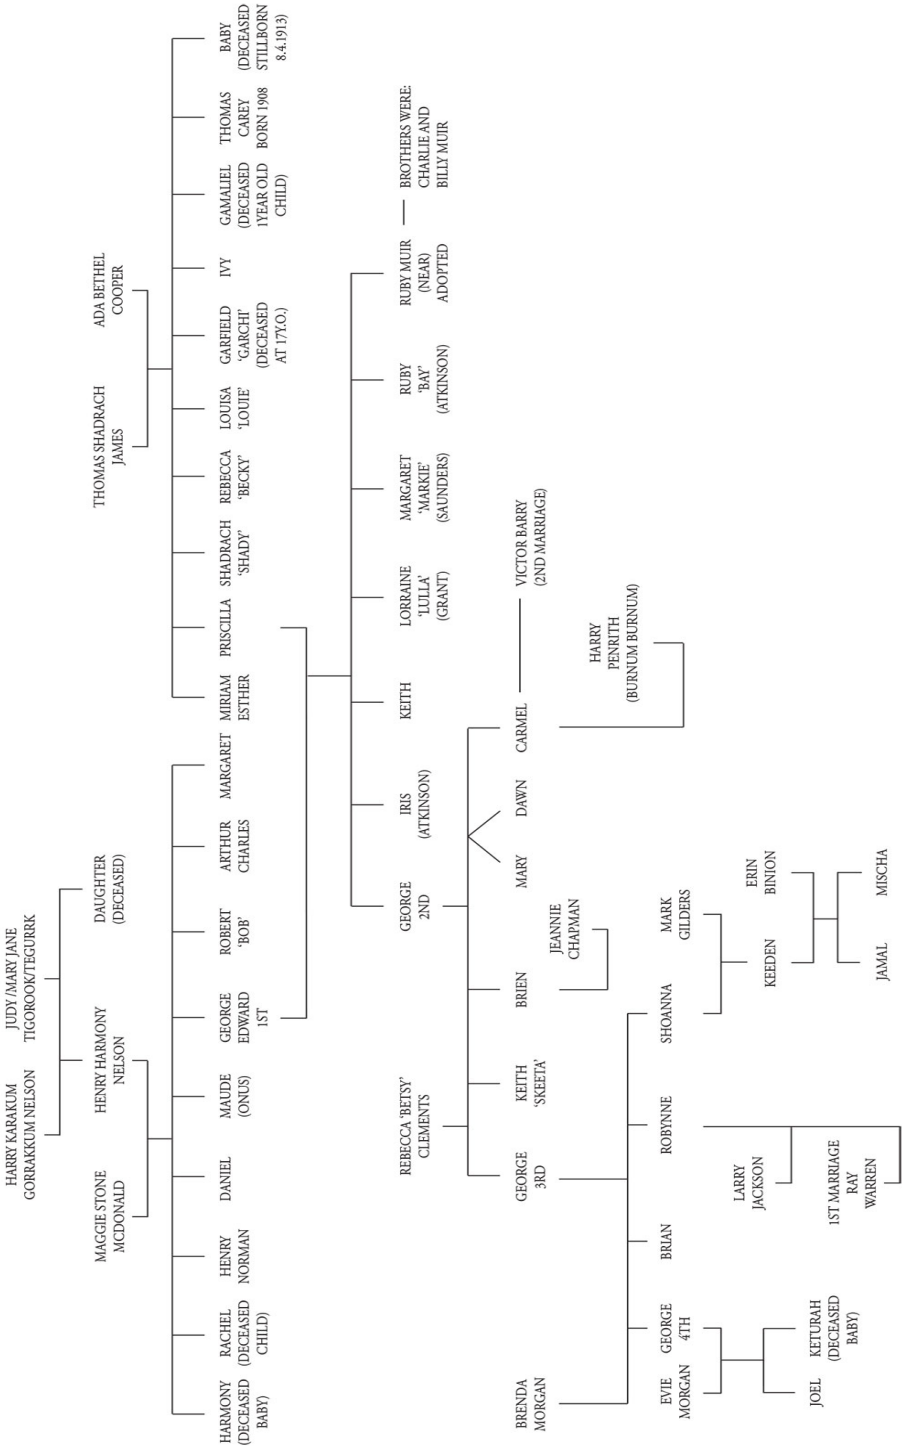 HARRY KARAKUM
GORRAKKUM NELSON
JUDY /MARY JANE
TIGOROOK/TEGURRK
MAGGIE STONE
MCDONALD
HENRY HARMONY
NELSON
DAUGHTER
(DECEASED)
THOMAS SHADRACH
JAMES
ADA BETHEL
COOPER
HARMONY
(DECEASED
BABY)
RACHEL
(DECEASED
CHILD)
HENRY
NORMAN
DANIEL
MAUDE
(ONUS)
GEORGE
EDWARD
1ST
ROBERT
‘BOB’
ARTHUR
CHARLES
MARGARET
MIRIAM
ESTHER
PRISCILLA
SHADRACH
‘SHADY’
REBECCA
‘BECKY’
LOUISA
‘LOUIE’
GARFIELD
‘GARCHI’
(DECEASED
AT 17Y.O.)
IVY
GAMALIEL
(DECEASED
1YEAR OLD
CHILD)
THOMAS
CAREY
BORN 1908
BABY
(DECEASED
STILLBORN
8.4.1913)
REBECCA ‘BETSY’
CLEMENTS
GEORGE
2ND
IRIS
(ATKINSON)
KEITH
LORRAINE
‘LULLA’
(GRANT)
MARGARET
‘MARKIE’
(SAUNDERS)
RUBY
‘BAY’
(ATKINSON)
RUBY MUIR
(NEAR)
ADOPTED
BROTHERS WERE:
CHARLIE AND
BILLY MUIR
BRENDA
MORGAN
GEORGE
3RD
KEITH
‘SKEETA’
BRIEN
JEANNIE
CHAPMAN
MARY
DAWN
CARMEL
VICTOR BARRY
(2ND MARRIAGE)
HARRY
PENRITH
(BURNUM BURNUM)
EVIE
MORGAN
GEORGE
4TH
BRIAN
ROBYNNE
SHOANNA
MARK
GILDERS
LARRY
JACKSON
1ST MARRIAGE
RAY
WARREN
KEEDEN
ERIN
BINION
JOEL
KETURAH
(DECEASED
BABY)
JAMAL
MISCHA